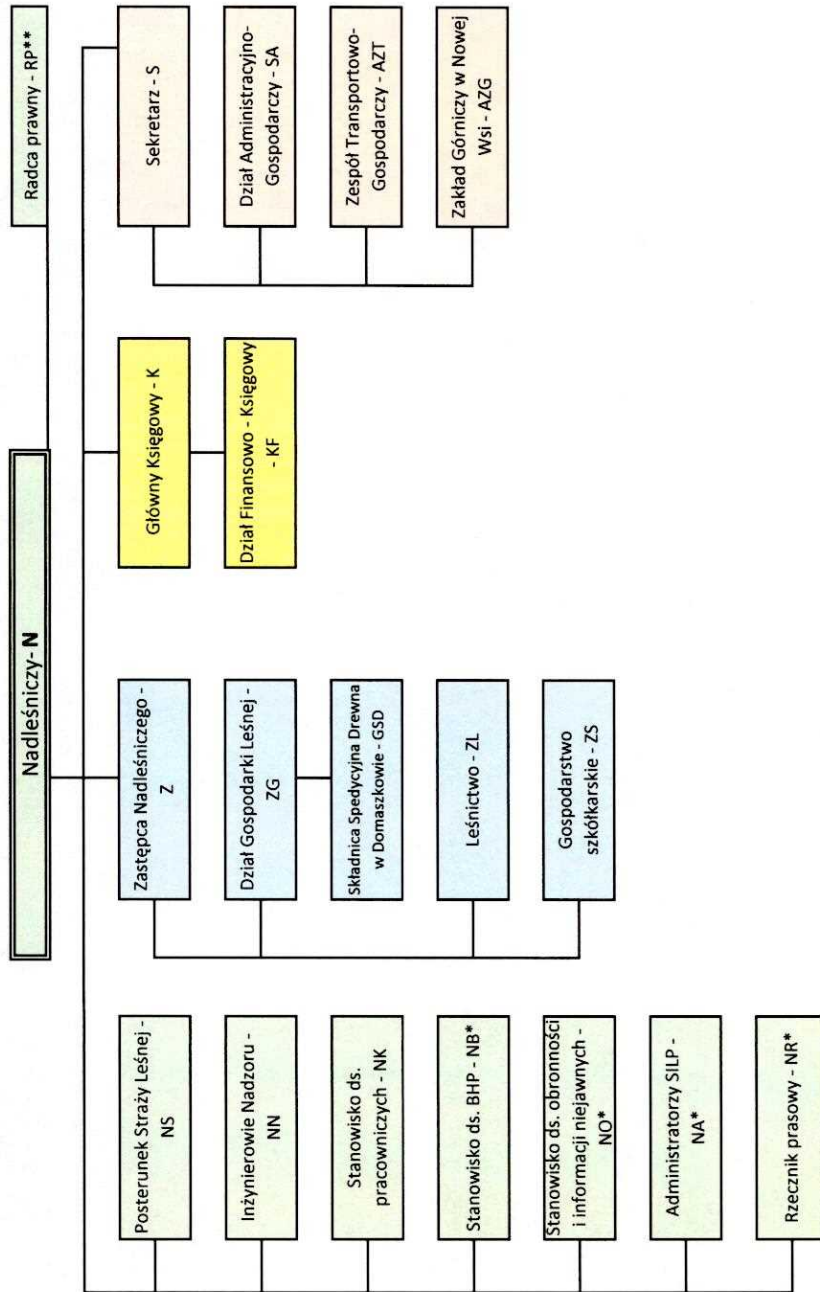 Nadleśniczy- N
Radca prawny - RP**
Posterunek Straży Leśnej -
NS
Inżynierowie Nadzoru -
NN
Stanowisko ds.
pracowniczych - NK
Stanowisko ds. BHP - NB*
Stanowisko ds. obronności
i informacji niejawnych -
NO*
Administratorzy SILP -
NA*
Rzecznik prasowy - NR*
Zastępca Nadleśniczego -
Z
Dział Gospodarki Leśnej -
ZG
Składnica Spedycyjna Drewna
w Domaszkowie - GSD
Leśnictwo - ZL
Gospodarstwo
szkółkarskie - ZS
Główny Księgowy - K
Dział Finansowo - Księgowy
- KF
Sekretarz - S
Dział Administracyjno-
Gospodarczy - SA
Zespół Transportowo-
Gospodarczy - AZT
Zakład Górniczy w Nowej
Wsi - AZG